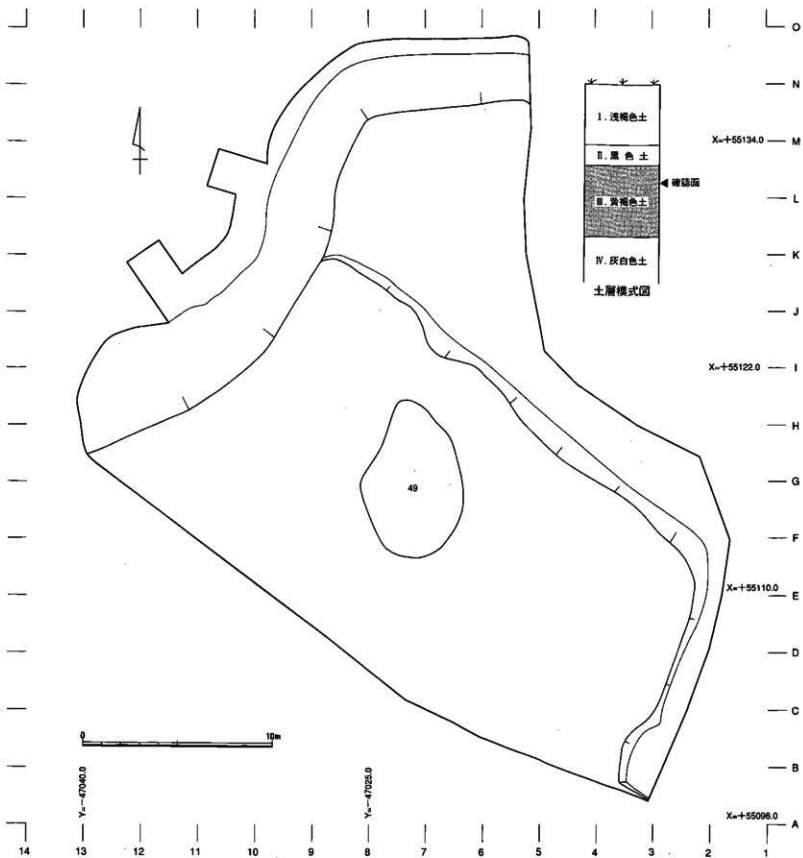 O
N
Ⅰ. 浅褐色土
X=+55134.0
M
Ⅱ. 黒色土
確認面
L
Ⅲ. 黄褐色土
K
Ⅳ. 灰白色土
土層模式図
J
X=+55122.0
I
H
49
G
F
X=+55110.0
E
D
C
0 10m
B
Y=-47040.0
Y=-47025.0
X=+55098.0
A
14 13 12 11 10 9 8 7 6 5 4 3 2 1